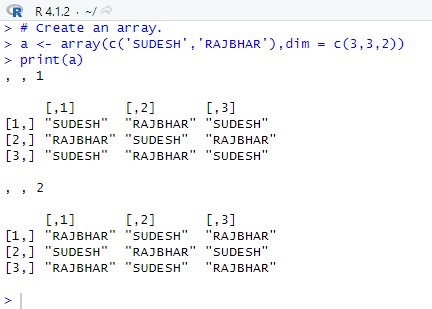 R 4.1.2 · ~/
> # Create an array.
> a <- array(c('SUDESH','RAJBHAR'),dim = c(3,3,2))
> print(a)
, , 1

     [,1]      [,2]      [,3]
[1,] "SUDESH"  "RAJBHAR" "SUDESH"
[2,] "RAJBHAR" "SUDESH"  "RAJBHAR"
[3,] "SUDESH"  "RAJBHAR" "SUDESH"

, , 2

     [,1]      [,2]      [,3]
[1,] "RAJBHAR" "SUDESH"  "RAJBHAR"
[2,] "SUDESH"  "RAJBHAR" "SUDESH"
[3,] "RAJBHAR" "SUDESH"  "RAJBHAR"

>